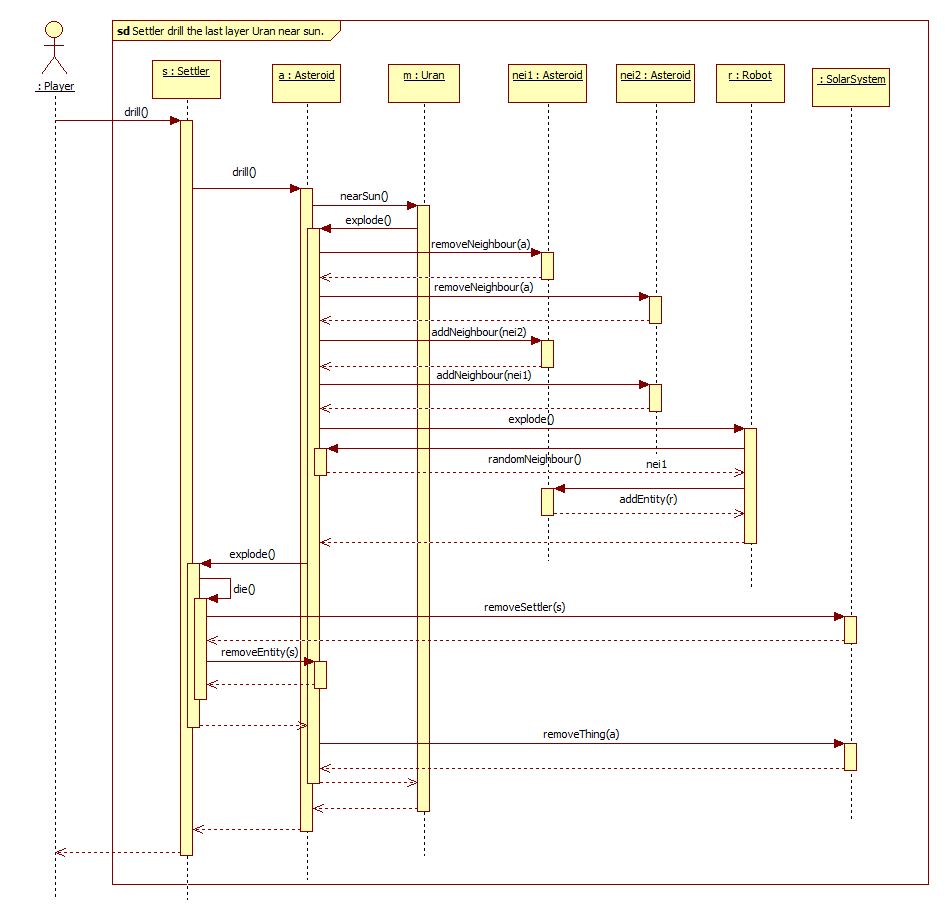 sd Settler drill the last layer Uran near sun.
: Player
s : Settler
a : Asteroid
m : Uran
nei1 : Asteroid
nei2 : Asteroid
r : Robot
: SolarSystem
drill()
drill()
nearSun()
explode()
removeNeighbour(a)
removeNeighbour(a)
addNeighbour(nei2)
addNeighbour(nei1)
explode()
randomNeighbour()
nei1
addEntity(r)
explode()
die()
removeSettler(s)
removeEntity(s)
removeThing(a)